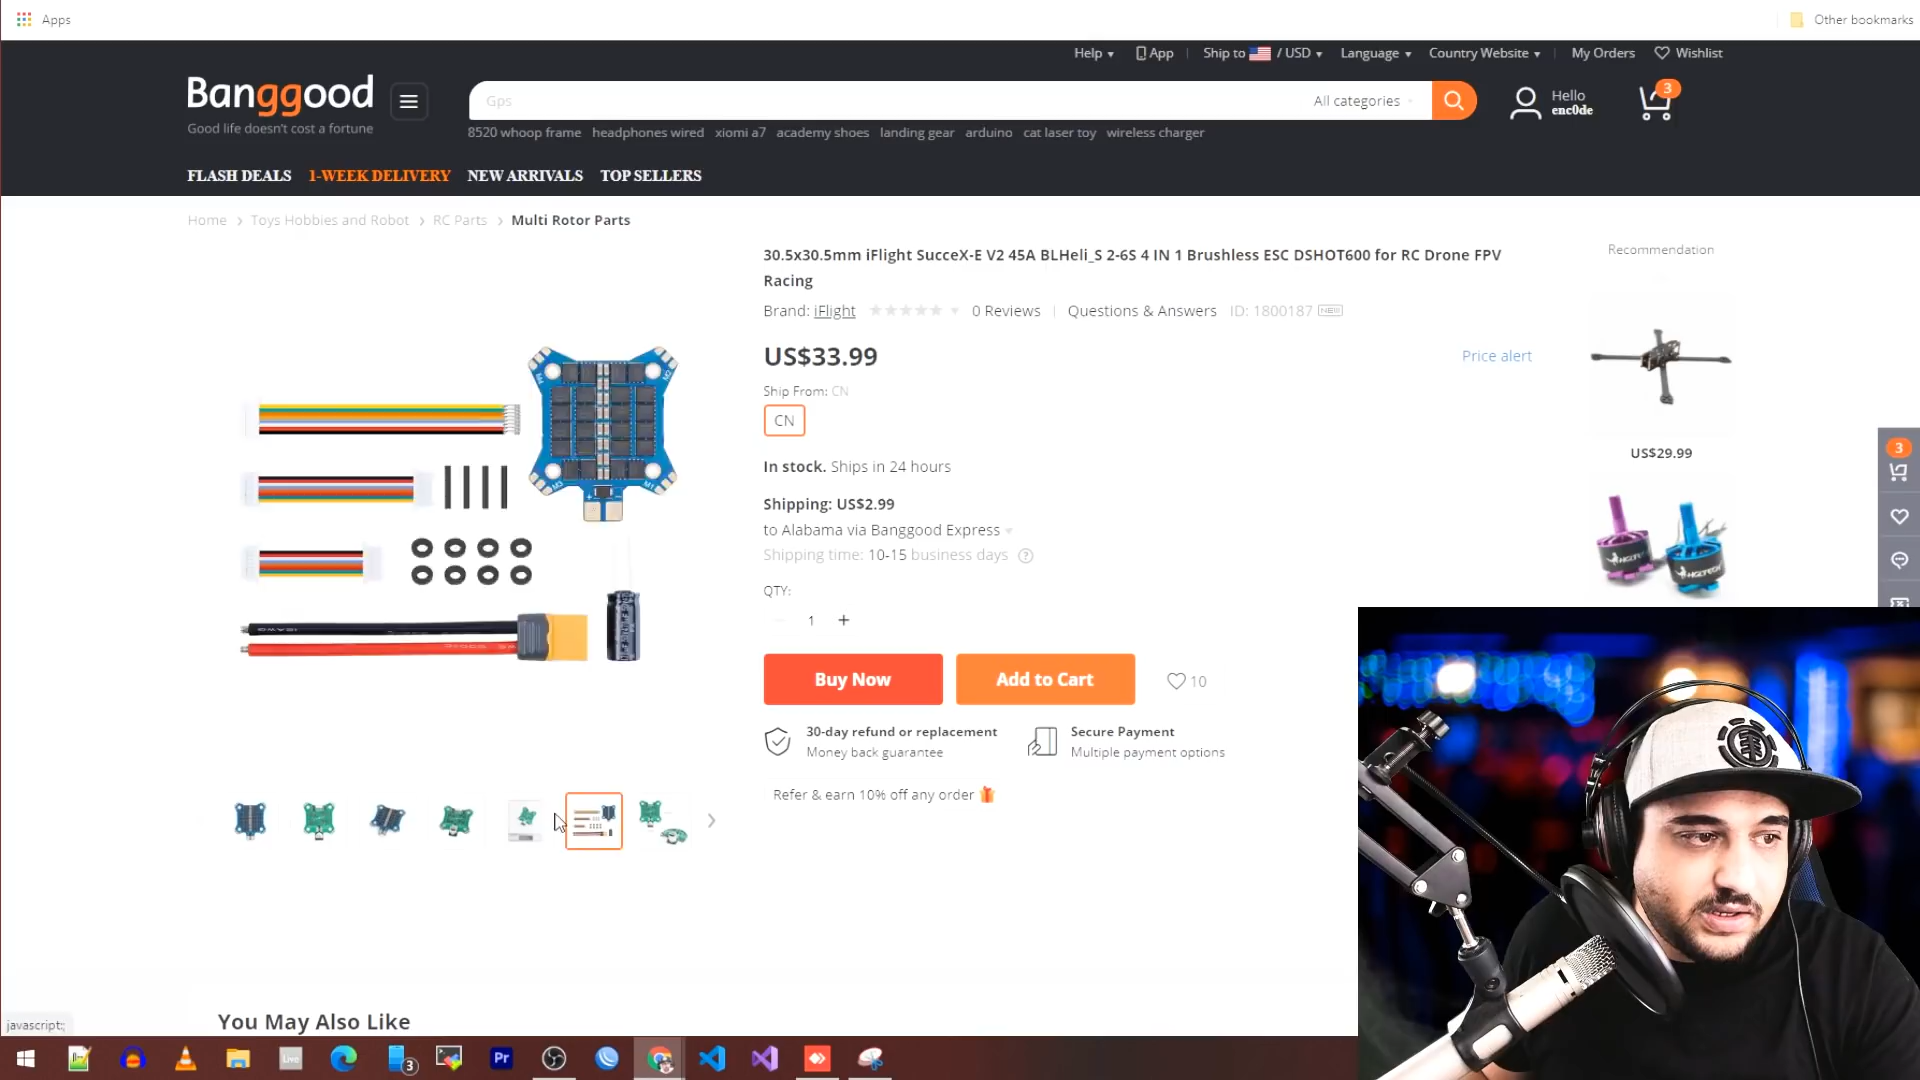 Apps
Other bookmarks
Help
App
Ship to / USD
Language
Country Website
My Orders
Wishlist
Banggood
Good life doesn't cost a fortune
Gps
All categories
Hello
enc0de
3
8520 whoop frame headphones wired xiomi a7 academy shoes landing gear arduino cat laser toy wireless charger
FLASH DEALS 1-WEEK DELIVERY NEW ARRIVALS TOP SELLERS
Home > Toys Hobbies and Robot > RC Parts > Multi Rotor Parts
30.5x30.5mm iFlight SucceX-E V2 45A BLHeli_S 2-6S 4 IN 1 Brushless ESC DSHOT600 for RC Drone FPV
Racing
Brand: iFlight 0 Reviews Questions & Answers ID: 1800187 NEW
US$33.99
Price alert
Ship From: CN
CN
In stock. Ships in 24 hours
Shipping: US$2.99
to Alabama via Banggood Express
Shipping time: 10-15 business days ?
QTY:
1 +
Buy Now
Add to Cart
10
30-day refund or replacement
Money back guarantee
Secure Payment
Multiple payment options
Refer & earn 10% off any order
Recommendation
US$29.99
3
M4
M2
M3
M1
You May Also Like
javascript:;
Live
3
Pr